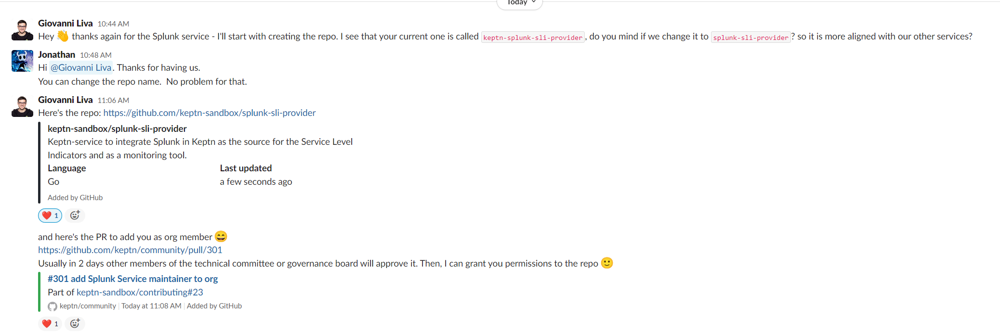 Today
Giovanni Liva 10:44 AM
Hey 👋 thanks again for the Splunk service - I'll start with creating the repo. I see that your current one is called keptn-splunk-sli-provider, do you mind if we change it to splunk-sli-provider? so it is more aligned with our other services?
HO
Jonathan 10:48 AM
Hi @Giovanni Liva. Thanks for having us.
You can change the repo name. No problem for that.
Giovanni Liva 11:06 AM
Here's the repo: https://github.com/keptn-sandbox/splunk-sli-provider
keptn-sandbox/splunk-sli-provider
Keptn-service to integrate Splunk in Keptn as the source for the Service Level
Indicators and as a monitoring tool.
Language Last updated
Go a few seconds ago
Added by GitHub
❤️ 1
and here's the PR to add you as org member 😄
https://github.com/keptn/community/pull/301
Usually in 2 days other members of the technical committee or governance board will approve it. Then, I can grant you permissions to the repo 🙂
#301 add Splunk Service maintainer to org
Part of keptn-sandbox/contributing#23
keptn/community | Today at 11:08 AM | Added by GitHub
❤️ 1